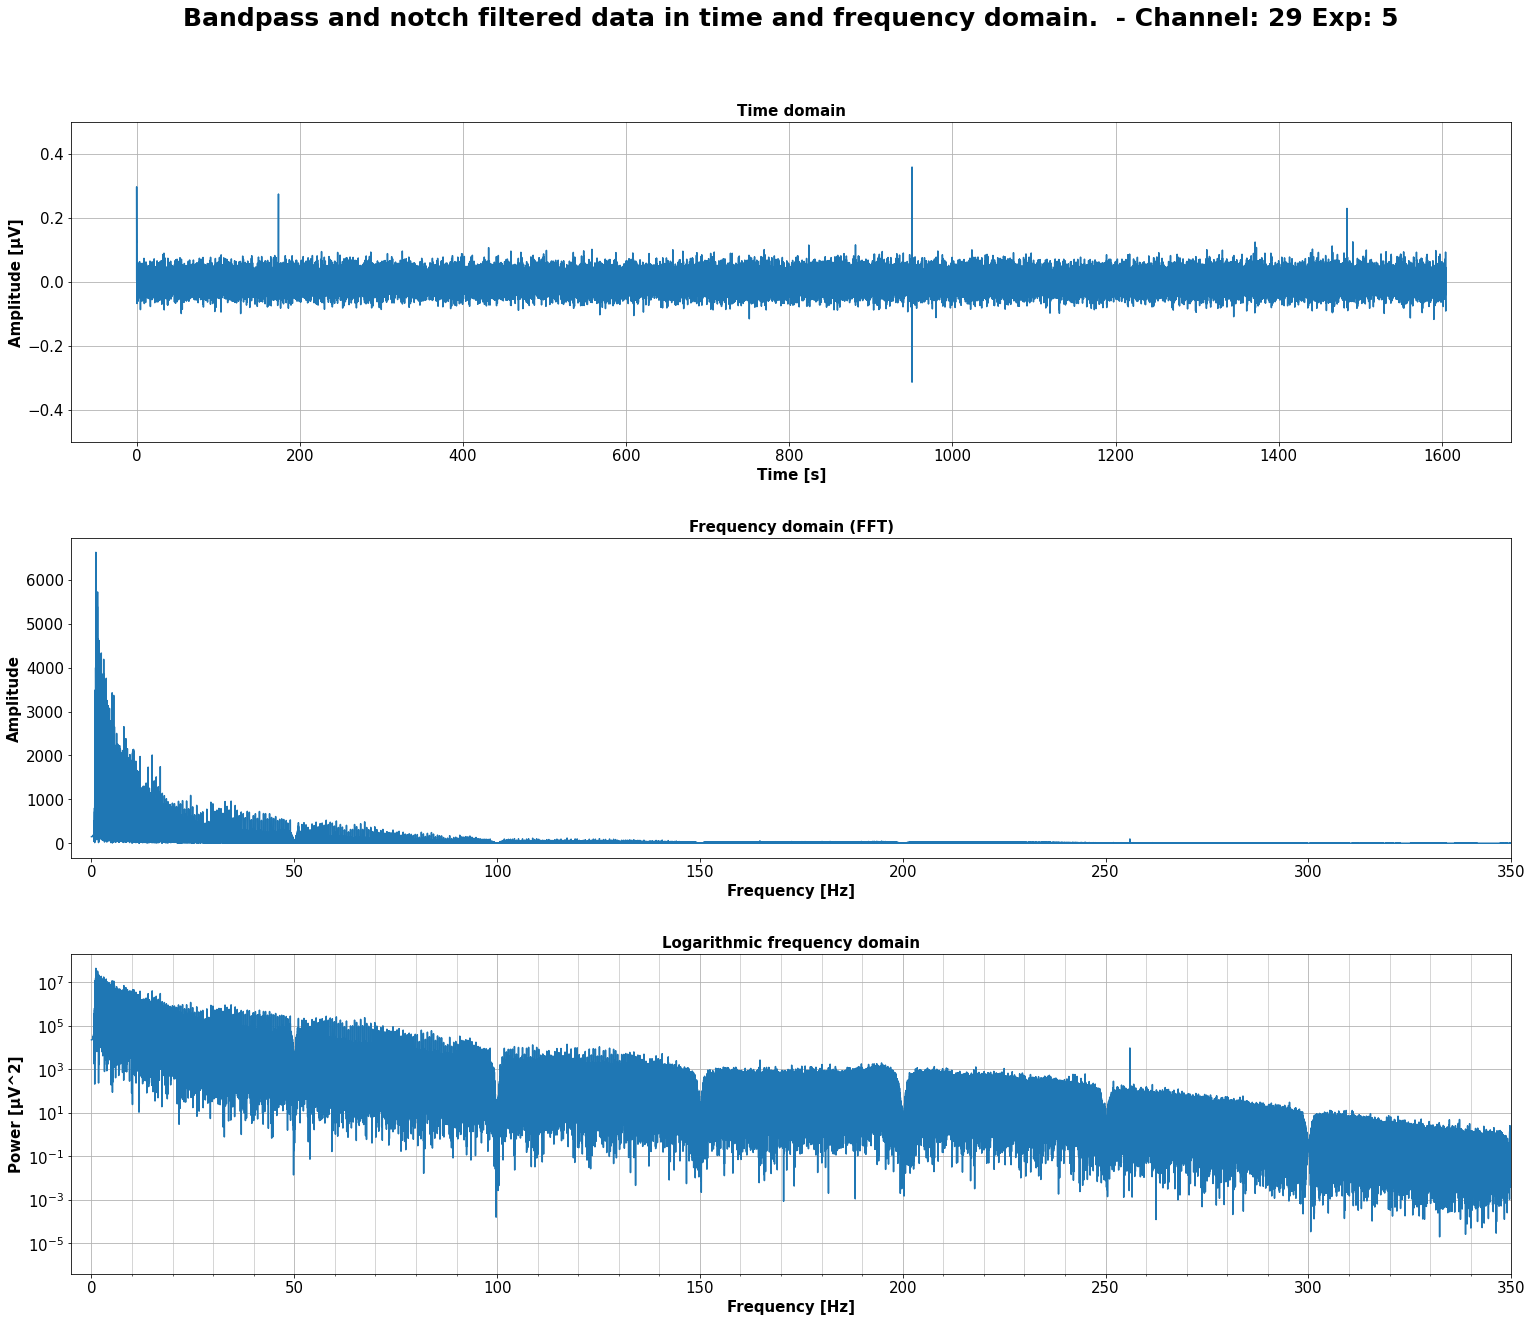 Bandpass and notch filtered data in time and frequency domain.  - Channel: 29 Exp: 5
Time domain
Amplitude [µV]
0.4
0.2
0.0
−0.2
−0.4
0 200 400 600 800 1000 1200 1400 1600
Time [s]
Frequency domain (FFT)
Amplitude
6000
5000
4000
3000
2000
1000
0
0 50 100 150 200 250 300 350
Frequency [Hz]
Logarithmic frequency domain
Power [µV^2]
10^7
10^5
10^3
10^1
10^−1
10^−3
10^−5
0 50 100 150 200 250 300 350
Frequency [Hz]